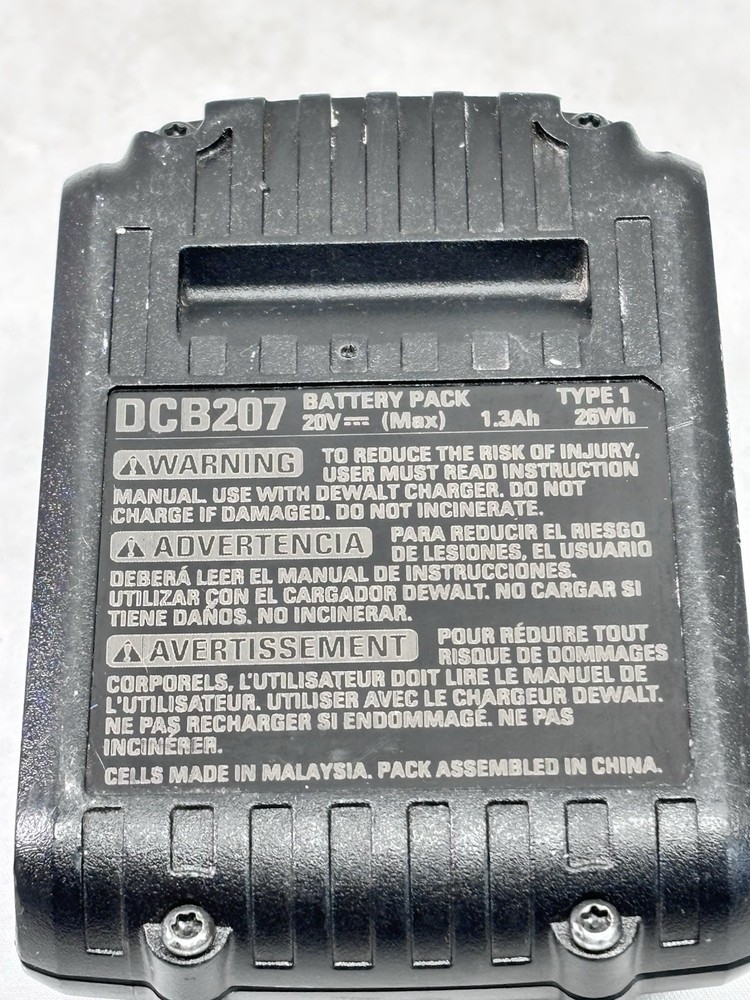 DCB207 BATTERY PACK TYPE 1
20V⎓ (Max) 1.3Ah 26Wh
⚠WARNING TO REDUCE THE RISK OF INJURY,
USER MUST READ INSTRUCTION
MANUAL. USE WITH DEWALT CHARGER. DO NOT
CHARGE IF DAMAGED. DO NOT INCINERATE.
⚠ ADVERTENCIA PARA REDUCIR EL RIESGO
DE LESIONES, EL USUARIO
DEBERÁ LEER EL MANUAL DE INSTRUCCIONES.
UTILIZAR CON EL CARGADOR DEWALT. NO CARGAR SI
TIENE DAÑOS. NO INCINERAR.
⚠AVERTISSEMENT POUR RÉDUIRE TOUT
RISQUE DE DOMMAGES
CORPORELS, L'UTILISATEUR DOIT LIRE LE MANUEL DE
L'UTILISATEUR. UTILISER AVEC LE CHARGEUR DEWALT.
NE PAS RECHARGER SI ENDOMMAGÉ. NE PAS
INCINÉRER.
CELLS MADE IN MALAYSIA. PACK ASSEMBLED IN CHINA.